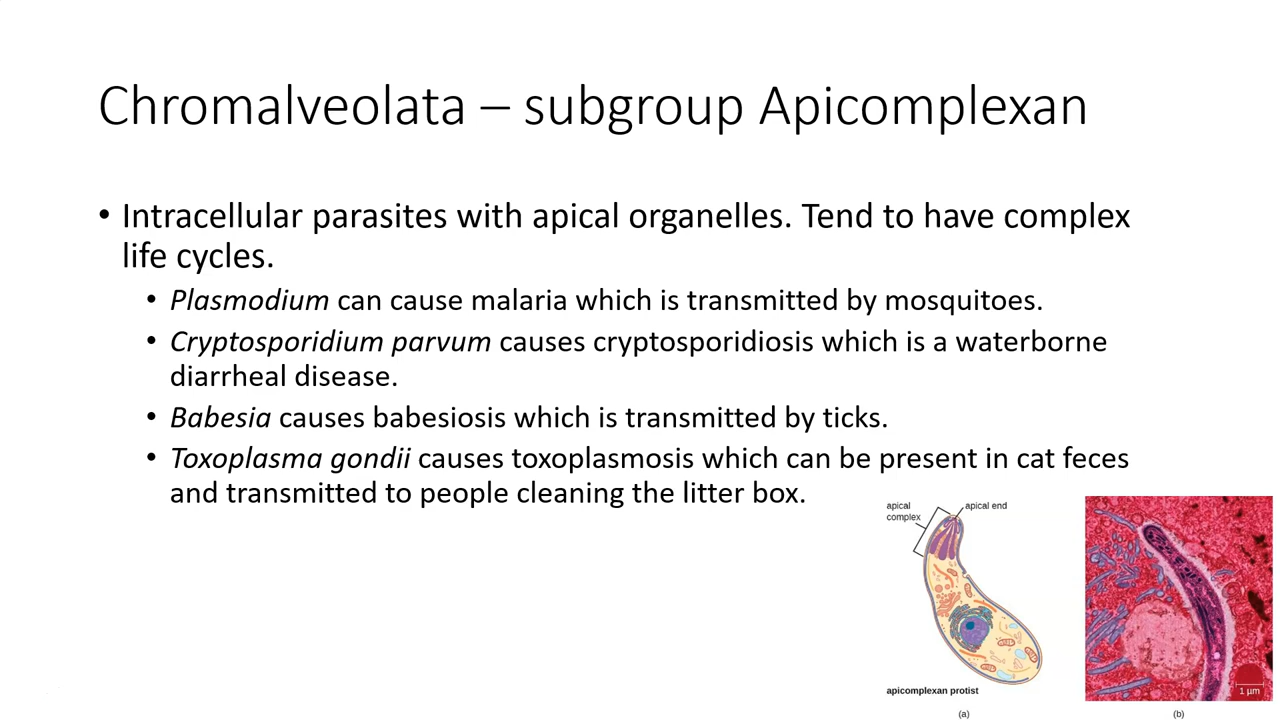 Chromalveolata – subgroup Apicomplexan
• Intracellular parasites with apical organelles. Tend to have complex
life cycles.
• Plasmodium can cause malaria which is transmitted by mosquitoes.
• Cryptosporidium parvum causes cryptosporidiosis which is a waterborne
diarrheal disease.
• Babesia causes babesiosis which is transmitted by ticks.
• Toxoplasma gondii causes toxoplasmosis which can be present in cat feces
and transmitted to people cleaning the litter box.
apical
complex
apical end
apicomplexan protist
(a)
1 µm
(b)